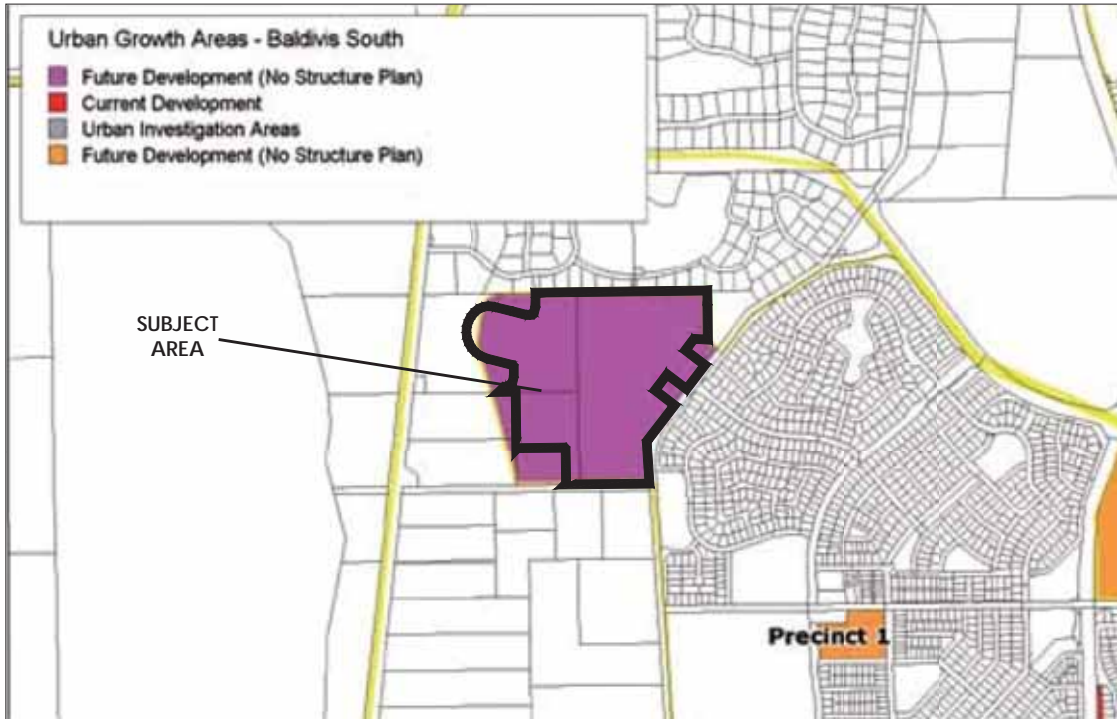 Urban Growth Areas - Baldivis South
Future Development (No Structure Plan)
Current Development
Urban Investigation Areas
Future Development (No Structure Plan)
SUBJECT
AREA
Precinct 1